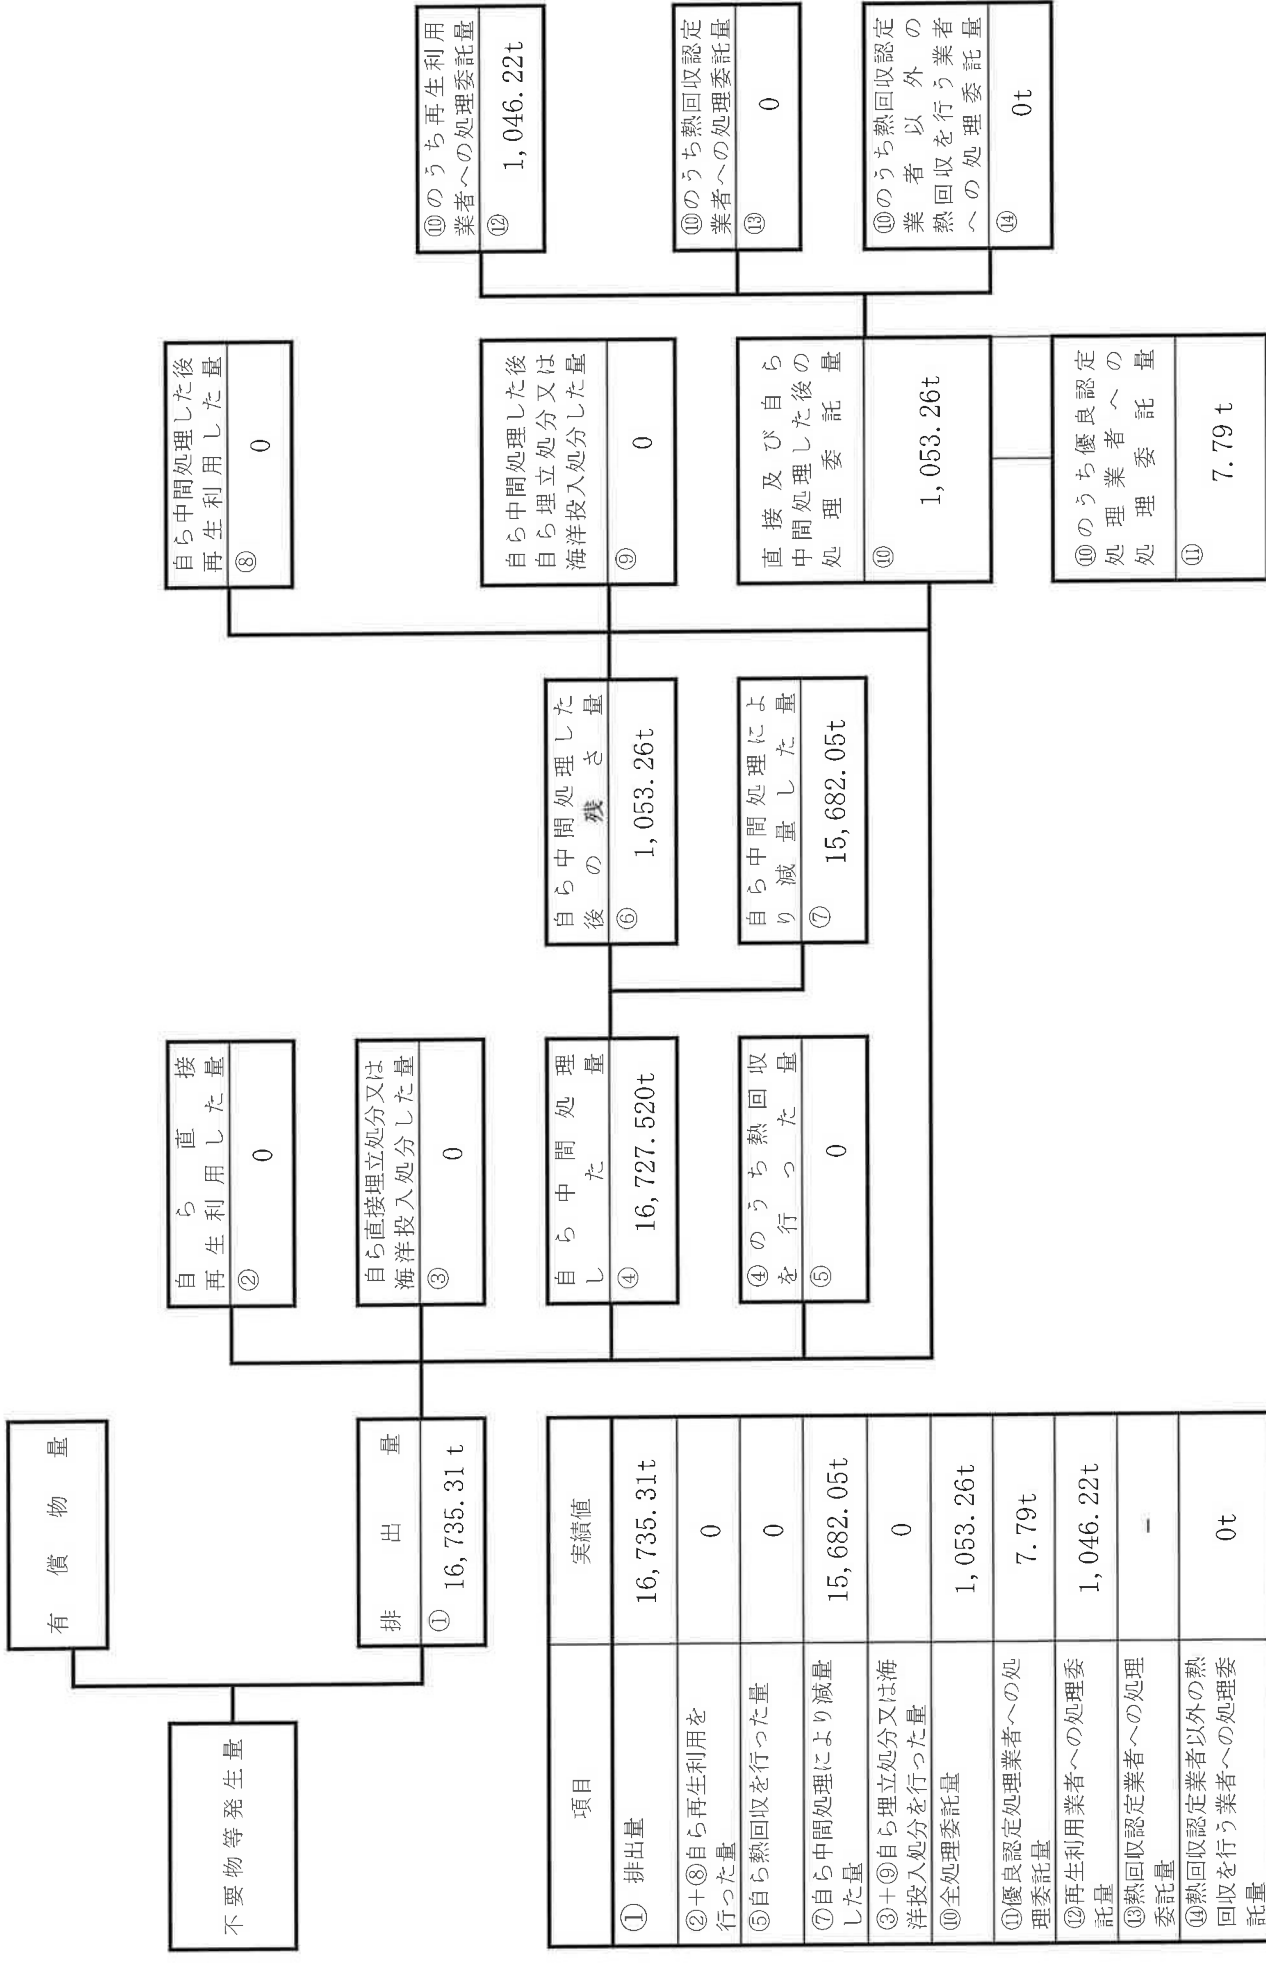 有償物量
不要物等発生量
排出量
① 16,735.31t
自ら直接
再生利用した量
②
0
自ら直接埋立処分又は
海洋投入処分した量
③
0
自ら中間処理
した量
④
16,727.520t
④のうち熱回収
を行った量
⑤
0
自ら中間処理した
後の残さ量
⑥
1,053.26t
自ら中間処理によ
り減量した量
⑦
15,682.05t
自ら中間処理した後
再生利用した量
⑧
0
自ら中間処理した後
自ら埋立処分又は
海洋投入処分した量
⑨
0
直接及び自ら
中間処理した後の
処理委託量
⑩
1,053.26t
⑩のうち優良認定
処理業者への
処理委託量
⑪
7.79t
⑩のうち再生利用
業者への処理委託量
⑫
1,046.22t
⑩のうち熱回収認定
業者への処理委託量
⑬
0
⑩のうち熱回収認定
業者以外の
熱回収を行う業者
への処理委託量
⑭
0t
項目 実績値
① 排出量 16,735.31t
②+⑧自ら再生利用を
行った量 0
⑤自ら熱回収を行った量 0
⑦自ら中間処理により減量
した量 15,682.05t
③+⑨自ら埋立処分又は海
洋投入処分を行った量 0
⑩全処理委託量 1,053.26t
⑪優良認定処理業者への処
理委託量 7.79t
⑫再生利用業者への処理委
託量 1,046.22t
⑬熱回収認定業者への処理
委託量 -
⑭熱回収認定業者以外の熱
回収を行う業者への処理委
託量 0t